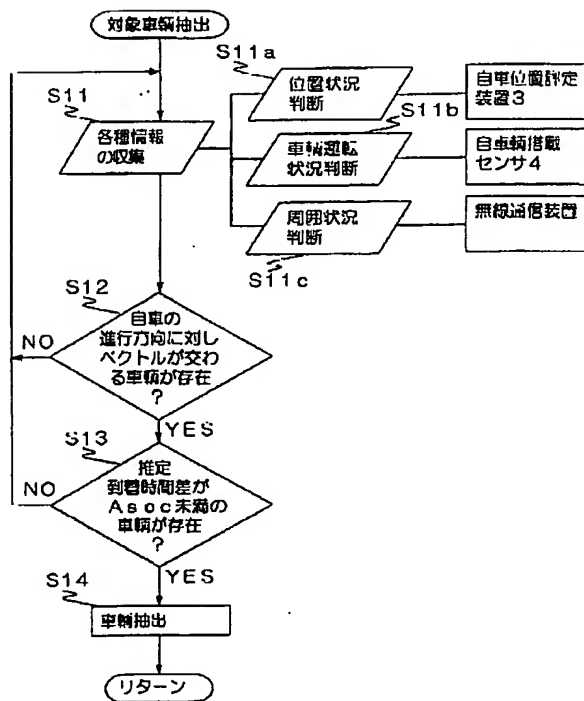 対象車輌抽出
S11
各種情報
の収集
S11a
位置状況
判断
自車位置評定
装置3
S11b
車輌運転
状況判断
自車輌搭載
センサ4
周囲状況
判断
無線通信装置
S11c
S12
自車の
進行方向に対し
ベクトルが交わ
る車輌が存在
?
NO
YES
S13
推定
到着時間差が
Asec未満の
車輌が存在
?
NO
YES
S14
車輌抽出
リターン